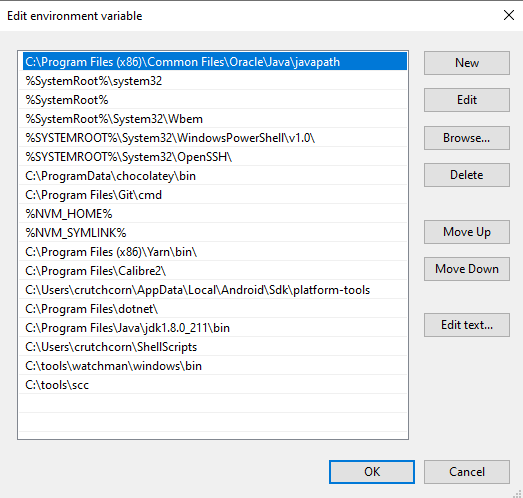 Edit environment variable
C:\Program Files (x86)\Common Files\Oracle\Java\javapath
%SystemRoot%\system32
%SystemRoot%
%SystemRoot%\System32\Wbem
%SYSTEMROOT%\System32\WindowsPowerShell\v1.0\
%SYSTEMROOT%\System32\OpenSSH\
C:\ProgramData\chocolatey\bin
C:\Program Files\Git\cmd
%NVM_HOME%
%NVM_SYMLINK%
C:\Program Files (x86)\Yarn\bin\
C:\Program Files\Calibre2\
C:\Users\crutchcorn\AppData\Local\Android\Sdk\platform-tools
C:\Program Files\dotnet\
C:\Program Files\Java\jdk1.8.0_211\bin
C:\Users\crutchcorn\ShellScripts
C:\tools\watchman\windows\bin
C:\tools\scc
New
Edit
Browse...
Delete
Move Up
Move Down
Edit text...
OK
Cancel